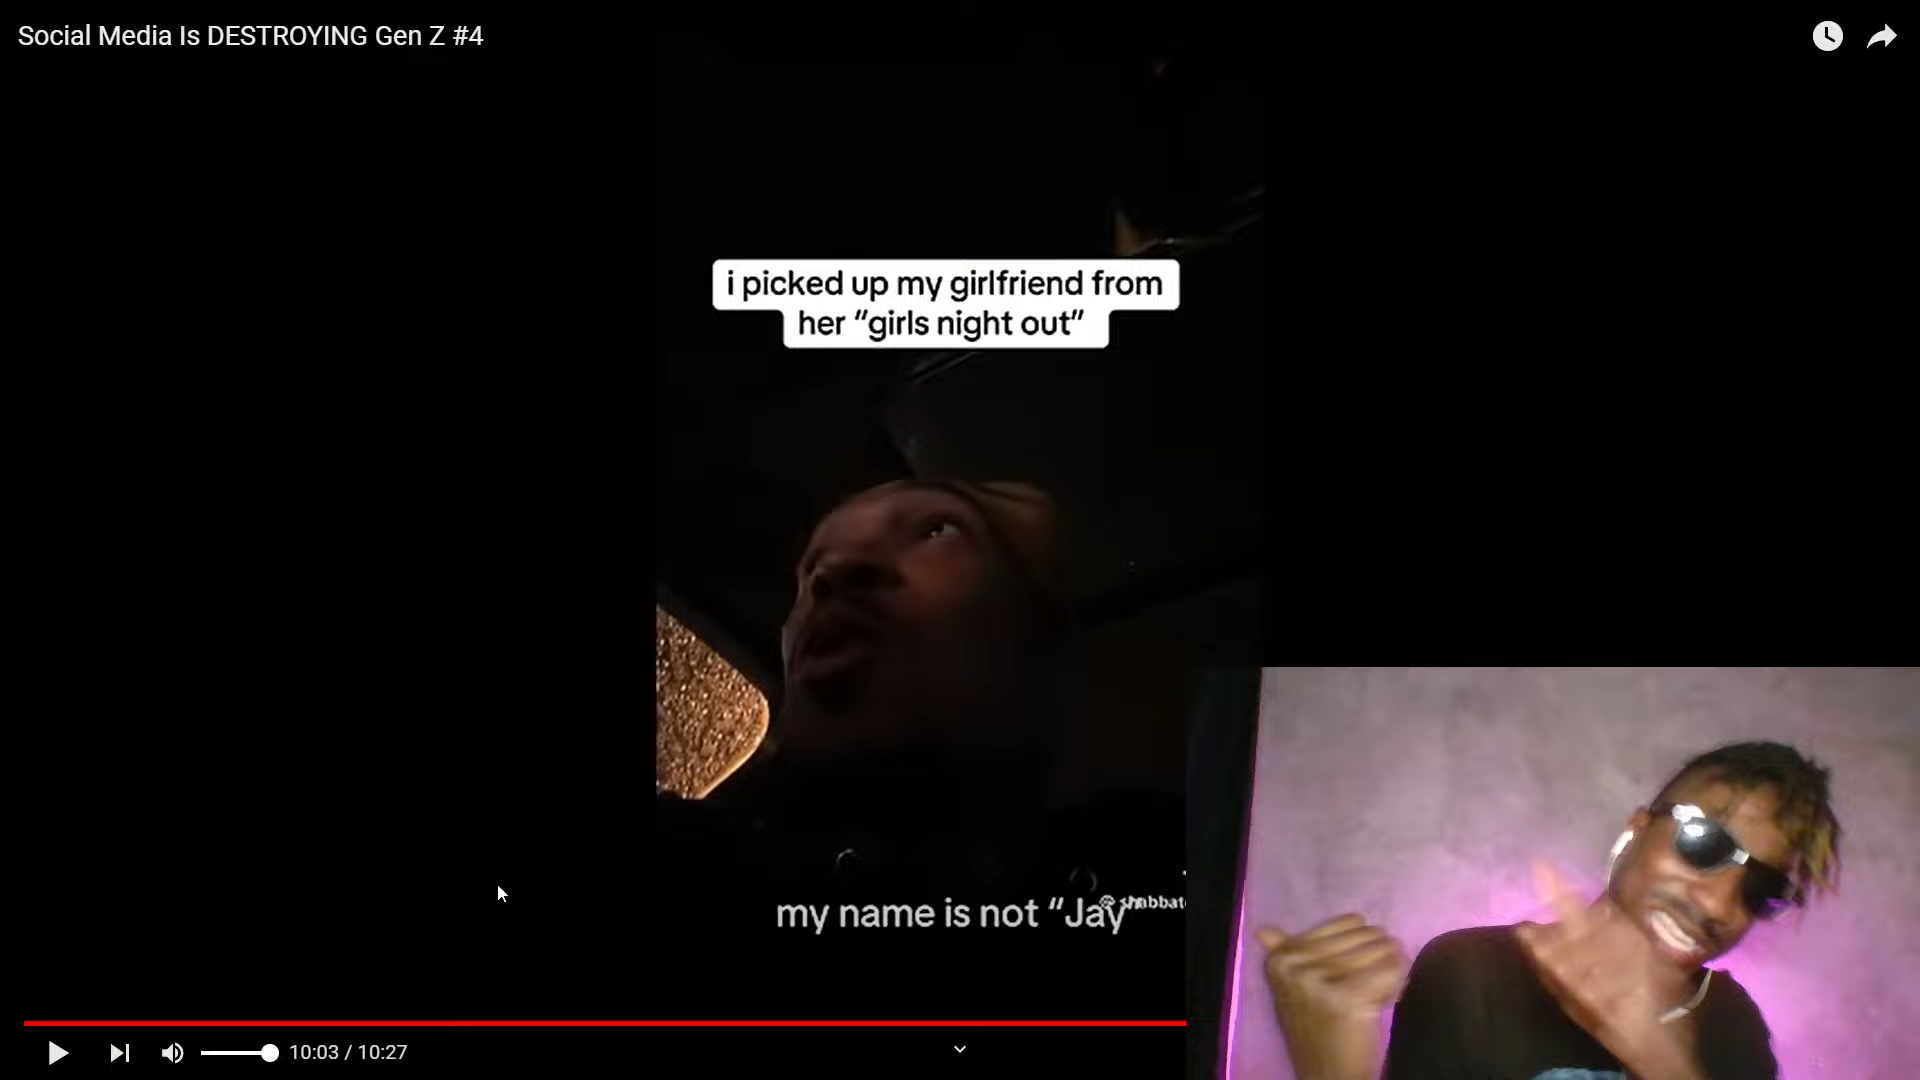 Social Media Is DESTROYING Gen Z #4
i picked up my girlfriend from
her “girls night out”
my name is not “Jay”
10:03 / 10:27